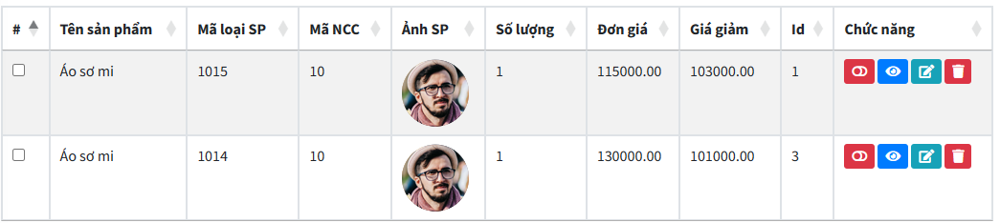 # Tên sản phẩm Mã loại SP Mã NCC Ảnh SP Số lượng Đơn giá Giá giảm Id Chức năng
Áo sơ mi 1015 10 1 115000.00 103000.00 1
Áo sơ mi 1014 10 1 130000.00 101000.00 3